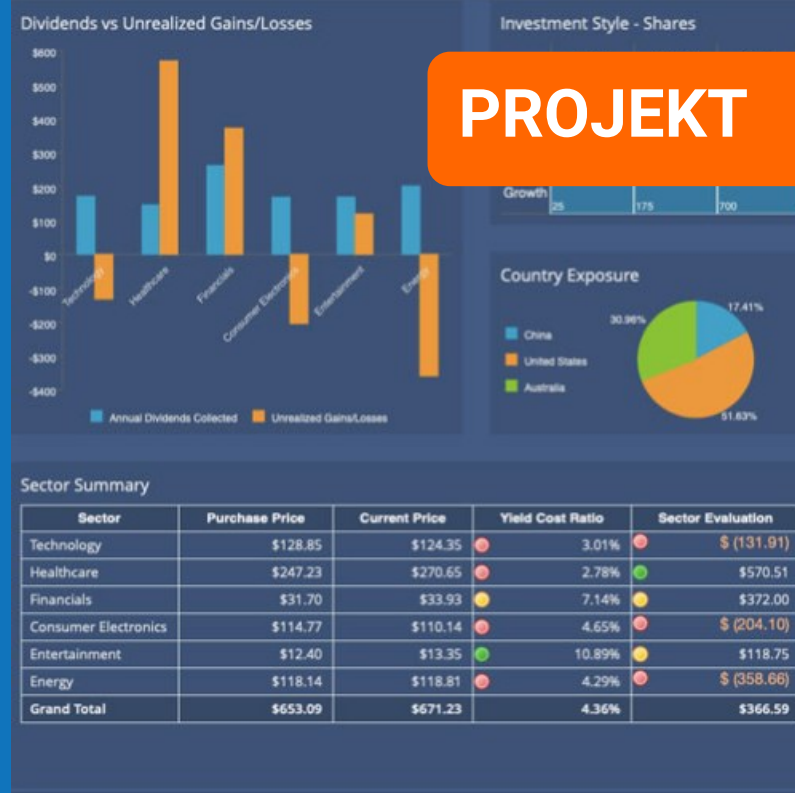 Dividends vs Unrealized Gains/Losses
$600
$500
$400
$300
$200
$100
$0
-$100
-$200
-$300
-$400
Technology
Healthcare
Financials
Consumer Electronics
Entertainment
Energy
Annual Dividends Collected
Unrealized Gains/Losses
Investment Style - Shares
PROJEKT
Growth
25
175
700
Country Exposure
China
United States
Australia
17.41%
30.96%
51.63%
Sector Summary
Sector Purchase Price Current Price Yield Cost Ratio Sector Evaluation
Technology $128.85 $124.35 3.01% $ (131.91)
Healthcare $247.23 $270.65 2.78% $570.51
Financials $31.70 $33.93 7.14% $372.00
Consumer Electronics $114.77 $110.14 4.65% $ (204.10)
Entertainment $12.40 $13.35 10.89% $118.75
Energy $118.14 $118.81 4.29% $ (358.66)
Grand Total $653.09 $671.23 4.36% $366.59